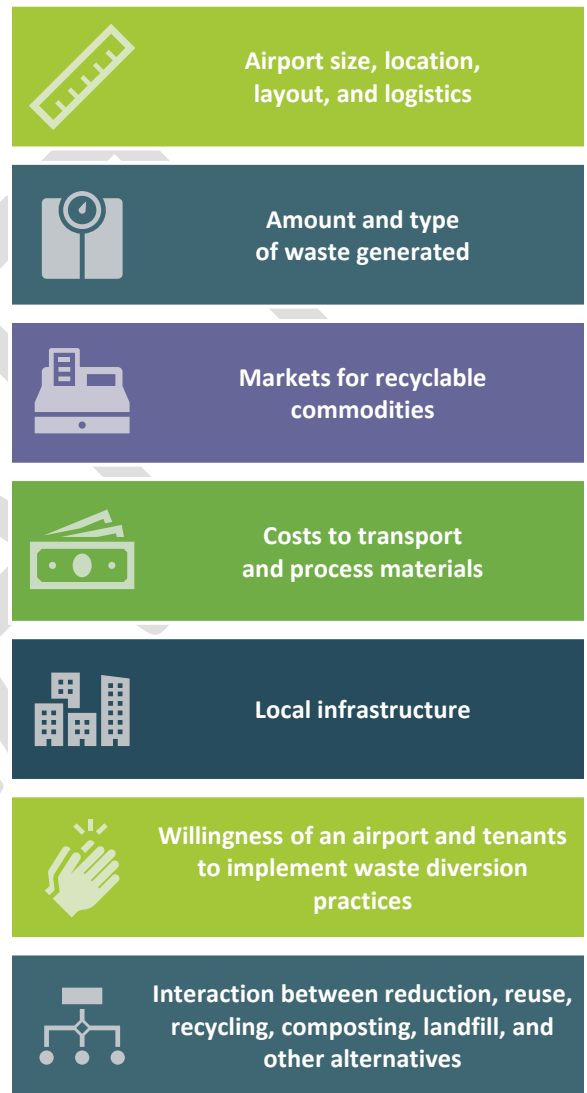 Airport size, location,
layout, and logistics
Amount and type
of waste generated
Markets for recyclable
commodities
Costs to transport
and process materials
Local infrastructure
Willingness of an airport and tenants
to implement waste diversion
practices
Interaction between reduction, reuse,
recycling, composting, landfill, and
other alternatives